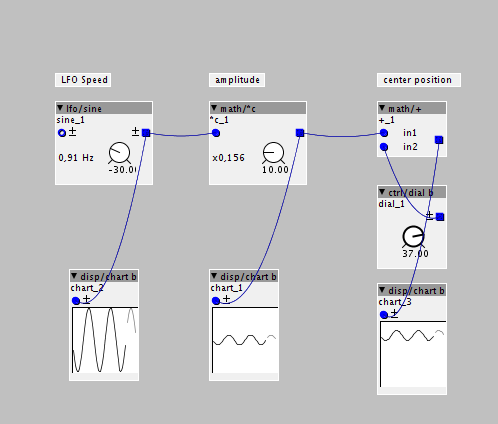 LFO Speed
amplitude
center position
lfo/sine
sine_1
±
±
0,91 Hz
-30.0
math/*c
*c_1
x0,156
10.00
math/+
+_1
in1
in2
ctrl/dial b
dial_1
±
37.00
disp/chart b
chart_2
±
disp/chart b
chart_1
±
disp/chart b
chart_3
±